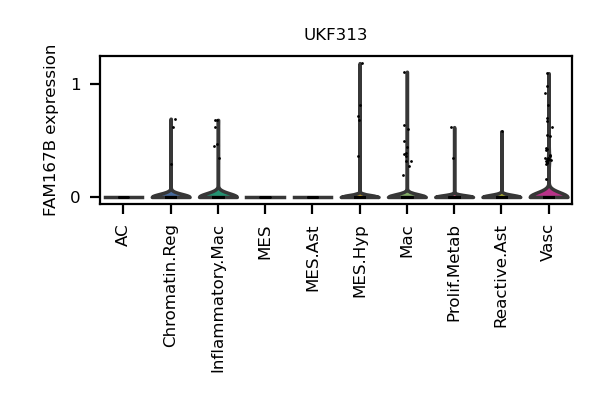 UKF313
FAM167B expression
1
0
AC
Chromatin.Reg
Inflammatory.Mac
MES
MES.Ast
MES.Hyp
Mac
Prolif.Metab
Reactive.Ast
Vasc